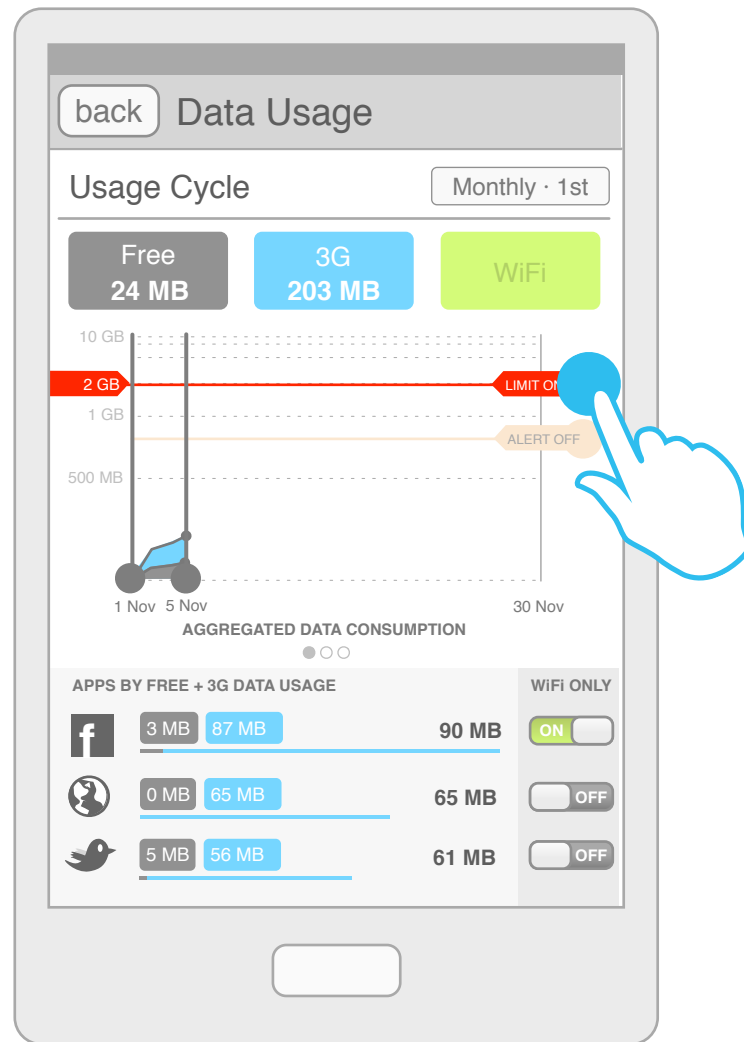 back Data Usage
Usage Cycle Monthly · 1st
Free 3G WiFi
24 MB 203 MB
10 GB
2 GB LIMIT ON
1 GB
ALERT OFF
500 MB
1 Nov 5 Nov 30 Nov
AGGREGATED DATA CONSUMPTION
APPS BY FREE + 3G DATA USAGE WiFi ONLY
f 3 MB 87 MB 90 MB ON
0 MB 65 MB 65 MB OFF
5 MB 56 MB 61 MB OFF